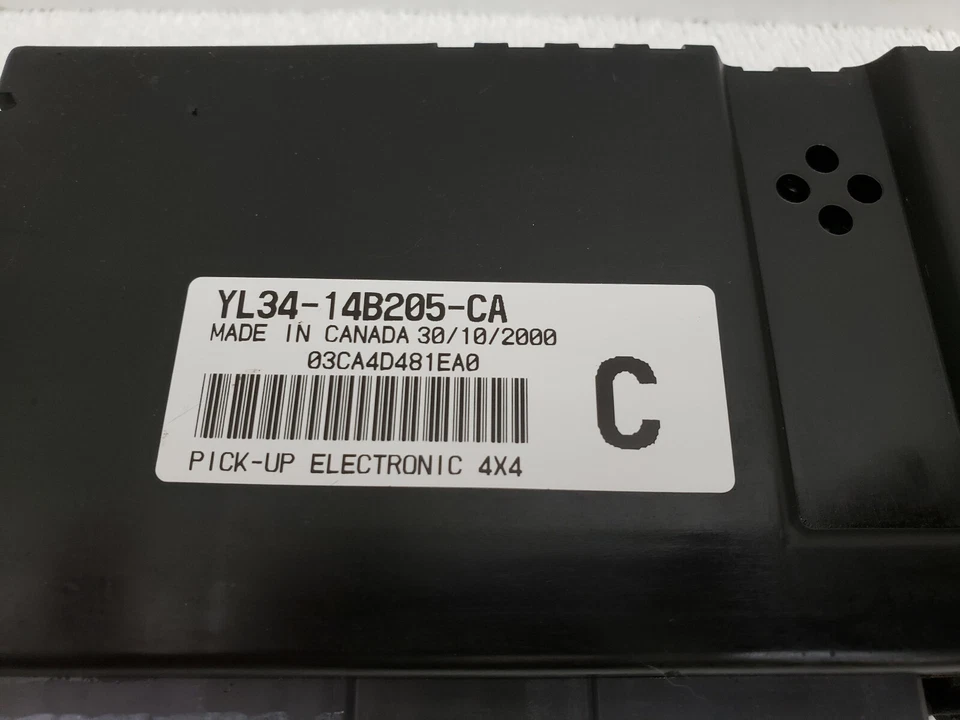 YL34-14B205-CA
MADE IN CANADA 30/10/2000
03CA4D481EA0
C
PICK-UP ELECTRONIC 4X4